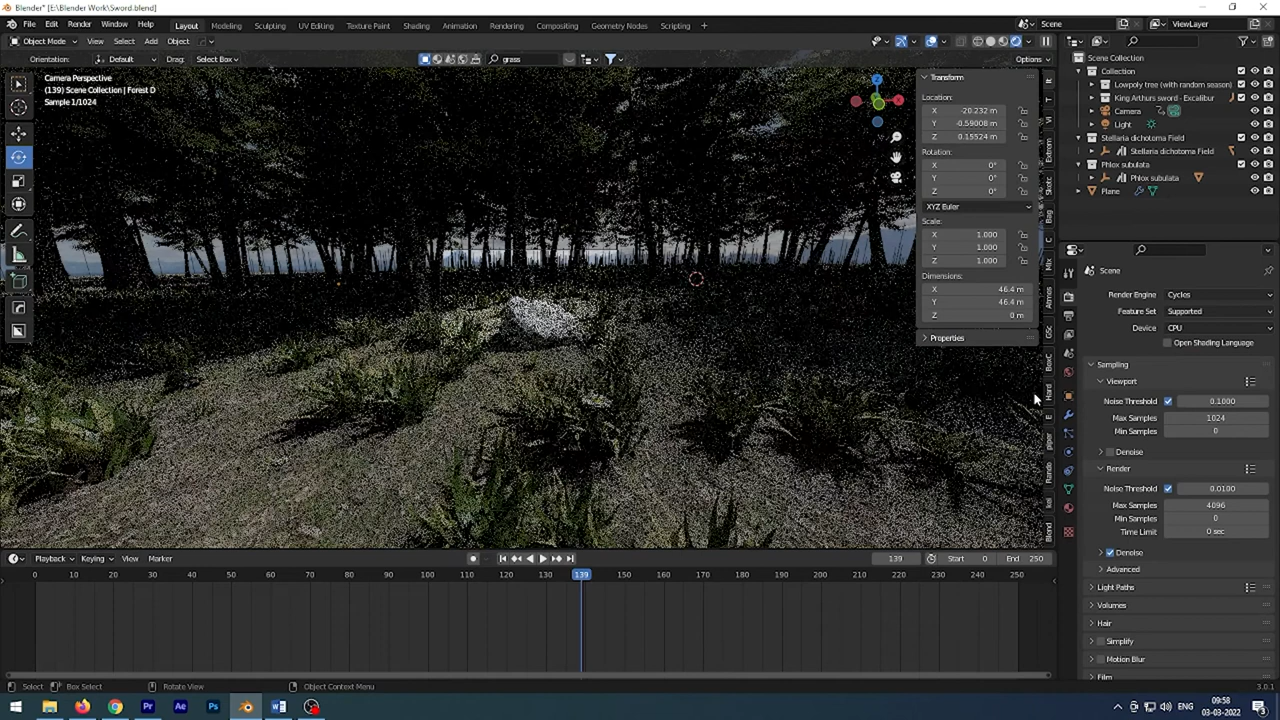 Blender* [E:\Blender Work\Sword.blend]
File Edit Render Window Help Layout Modeling Sculpting UV Editing Texture Paint Shading Animation Rendering Compositing Geometry Nodes Scripting + Scene ViewLayer
Object Mode View Select Add Object
Orientation: Default Drag: Select Box grass Options
Camera Perspective
(139) Scene Collection | Forest D
Sample 1/1024
Transform
Location:
X -20.232 m
Y -0.59008 m
Z 0.15524 m
Rotation:
X 0°
Y 0°
Z 0°
XYZ Euler
Scale:
X 1.000
Y 1.000
Z 1.000
Dimensions:
X 46.4 m
Y 46.4 m
Z 0 m
Properties
Scene Collection
Collection
Lowpoly tree (with random season)
King Arthurs sword - Excalibur
Camera
Light
Stellaria dichotoma Field
Stellaria dichotoma Field
Phlox subulata
Phlox subulata
Plane
Scene
Render Engine Cycles
Feature Set Supported
Device CPU
Open Shading Language
Sampling
Viewport
Noise Threshold 0.1000
Max Samples 1024
Min Samples 0
Denoise
Render
Noise Threshold 0.0100
Max Samples 4096
Min Samples 0
Time Limit 0 sec
Denoise
Advanced
Light Paths
Volumes
Hair
Simplify
Motion Blur
Film
Playback Keying View Marker 139 Start 0 End 250
0 10 20 30 40 50 60 70 80 90 100 110 120 130 139 150 160 170 180 190 200 210 220 230 240 250
Select Box Select Rotate View Object Context Menu 3.0.1
ENG 09:58
03-03-2022